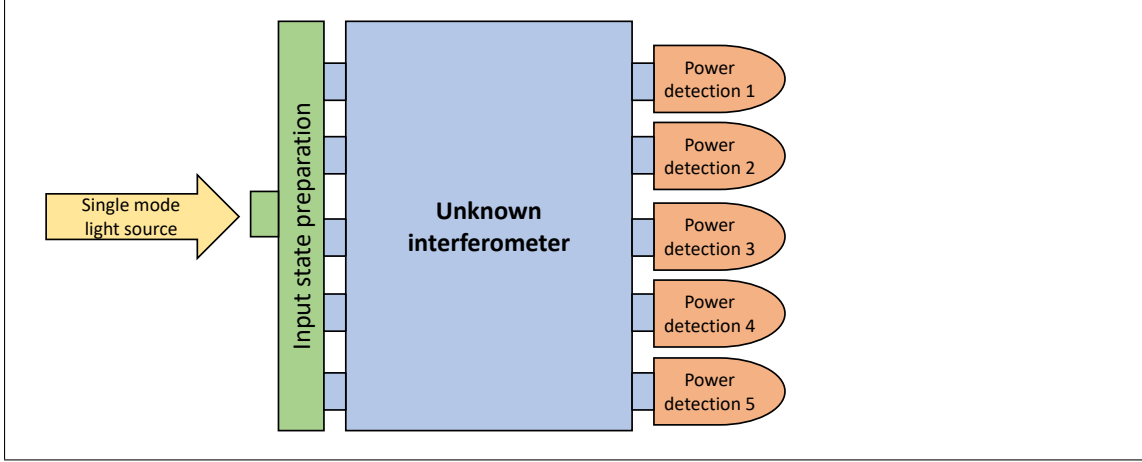 Single mode
light source
Input state preparation
Unknown
interferometer
Power
detection 1
Power
detection 2
Power
detection 3
Power
detection 4
Power
detection 5